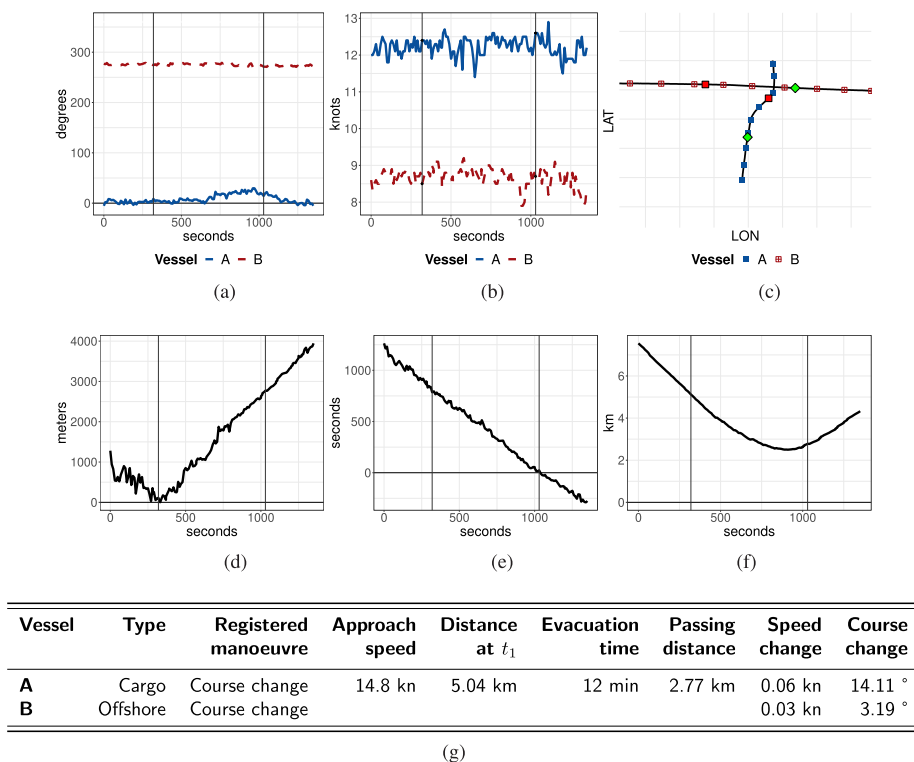 degrees
300
200
100
0
0
500
1000
seconds
Vessel A B
(a)
knots
13
12
11
10
9
8
0
500
1000
seconds
Vessel A B
(b)
LAT
LON
Vessel A B
(c)
meters
4000
3000
2000
1000
0
0
500
1000
seconds
(d)
seconds
1000
500
0
0
500
1000
seconds
(e)
km
6
4
2
0
0
500
1000
seconds
(f)
Vessel Type Registered Approach Distance Evacuation Passing Speed Course
manoeuvre speed at t₁ time distance change change
A Cargo Course change 14.8 kn 5.04 km 12 min 2.77 km 0.06 kn 14.11 °
B Offshore Course change 0.03 kn 3.19 °
(g)